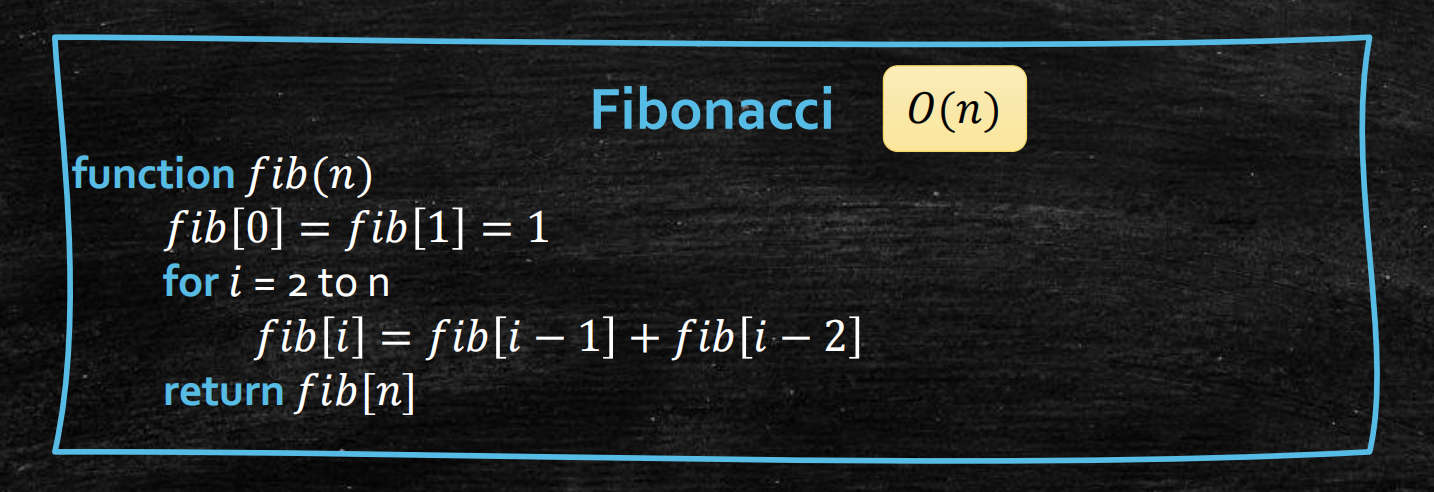 Fibonacci O(n)
function fib(n)
fib[0] = fib[1] = 1
for i = 2 to n
fib[i] = fib[i − 1] + fib[i − 2]
return fib[n]